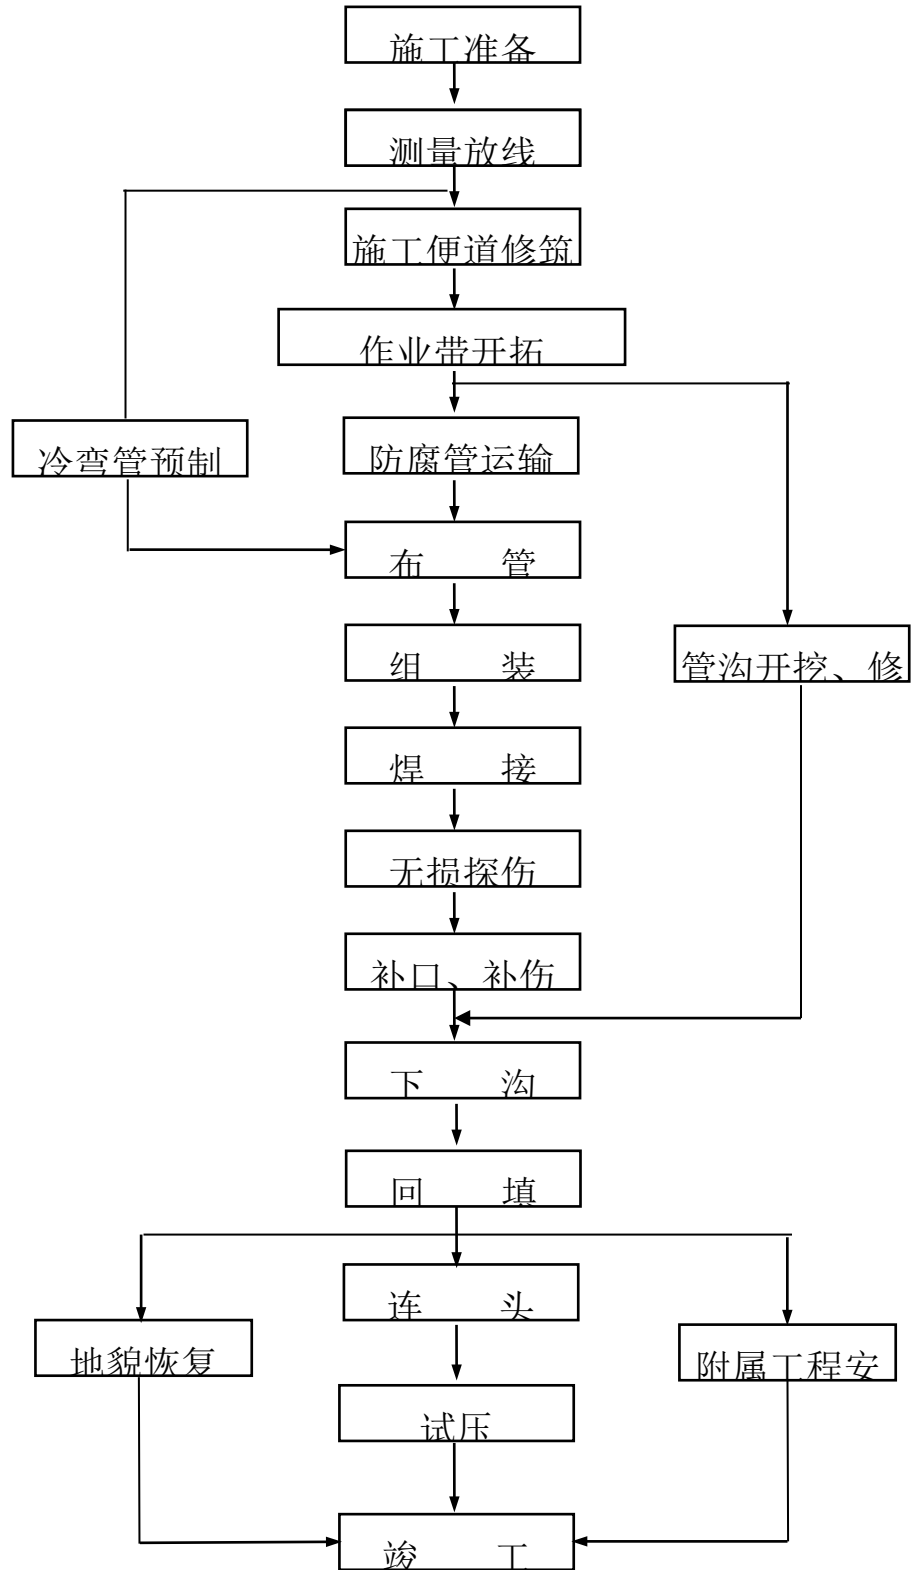 施工准备
测量放线
施工便道修筑
作业带开拓
冷弯管预制
防腐管运输
布 管
组 装
管沟开挖、修
焊 接
无损探伤
补口、补伤
下 沟
回 填
连 头
地貌恢复
附属工程安
试压
竣 工